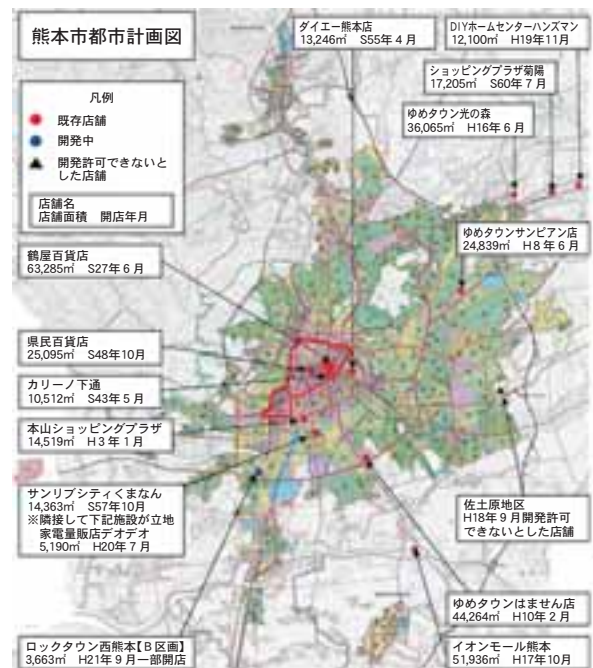 熊本市都市計画図
凡例
既存店舗
開発中
開発許可できないと
した店舗
店舗名
店舗面積 開店年月
ダイエー熊本店
13,246㎡ S55年4月
DIYホームセンターハンズマン
12,100㎡ H19年11月
ショッピングプラザ菊陽
17,205㎡ S60年7月
ゆめタウン光の森
36,065㎡ H16年6月
ゆめタウンサンピアン店
24,839㎡ H8年6月
鶴屋百貨店
63,285㎡ S27年6月
県民百貨店
25,095㎡ S48年10月
カリーノ下通
10,512㎡ S43年5月
本山ショッピングプラザ
14,519㎡ H3年1月
サンリブシティくまなん
14,363㎡ S57年10月
※隣接して下記施設が立地
家電量販店デオデオ
5,190㎡ H20年7月
佐土原地区
H18年9月開発許可
できないとした店舗
ゆめタウンはません店
44,264㎡ H10年2月
ロックタウン西熊本【B区画】
3,663㎡ H21年9月一部開店
イオンモール熊本
51,936㎡ H17年10月